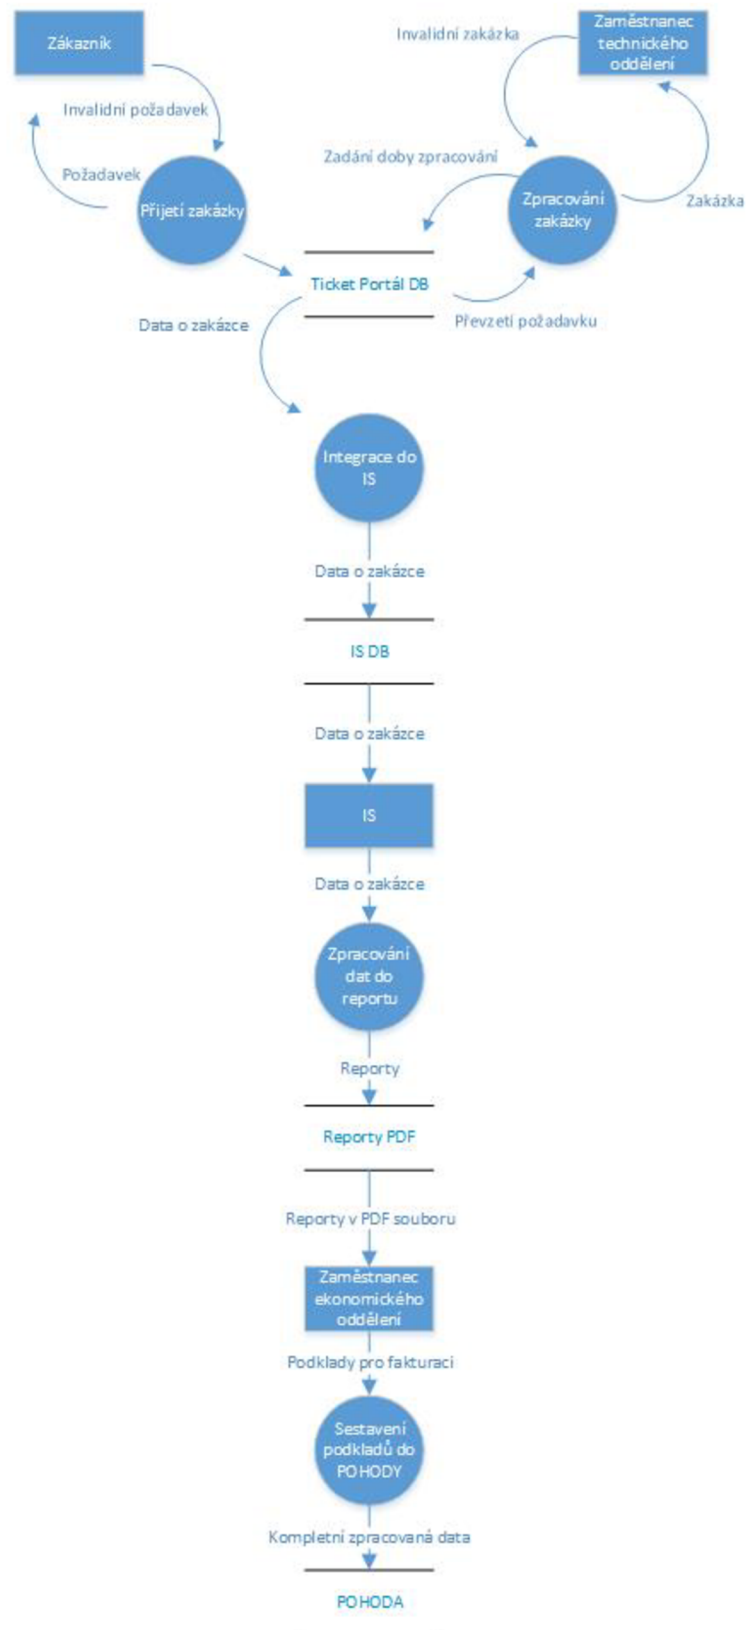 Zákazník
Zaměstnanec
technického
oddělení
Invalidní zakázka
Invalidní požadavek
Zadání doby zpracování
Požadavek
Přijetí zakázky
Zpracování
zakázky
Zakázka
Ticket Portál DB
Data o zakázce
Převzetí požadavku
Integrace do
IS
Data o zakázce
IS DB
Data o zakázce
IS
Data o zakázce
Zpracování
dat do
reportu
Reporty
Reporty PDF
Reporty v PDF souboru
Zaměstnanec
ekonomického
oddělení
Podklady pro fakturaci
Sestavení
podkladů do
POHODY
Kompletní zpracovaná data
POHODA